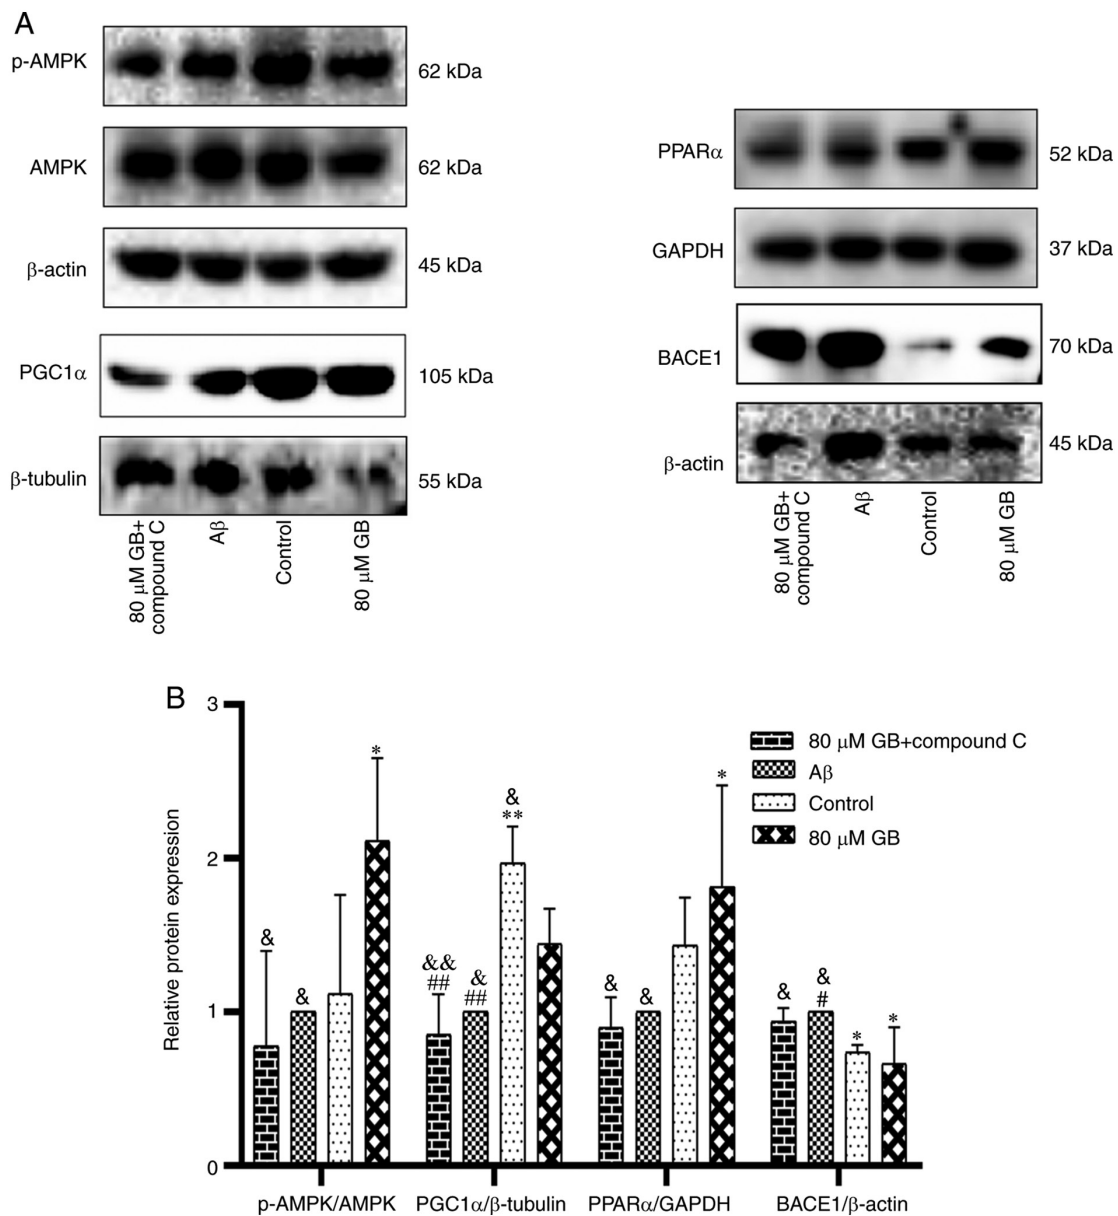 A
p-AMPK
62 kDa
AMPK
62 kDa
β-actin
45 kDa
PGC1α
105 kDa
β-tubulin
55 kDa
80 μM GB+
compound C
Aβ
Control
80 μM GB
PPARα
52 kDa
GAPDH
37 kDa
BACE1
70 kDa
β-actin
45 kDa
80 μM GB+
compound C
Aβ
Control
80 μM GB
B
Relative protein expression
3
2
1
0
80 μM GB+compound C
Aβ
Control
80 μM GB
&
&
*
&&
##
&
##
&
**
&
&
*
&
&
#
*
*
p-AMPK/AMPK
PGC1α/β-tubulin
PPARα/GAPDH
BACE1/β-actin